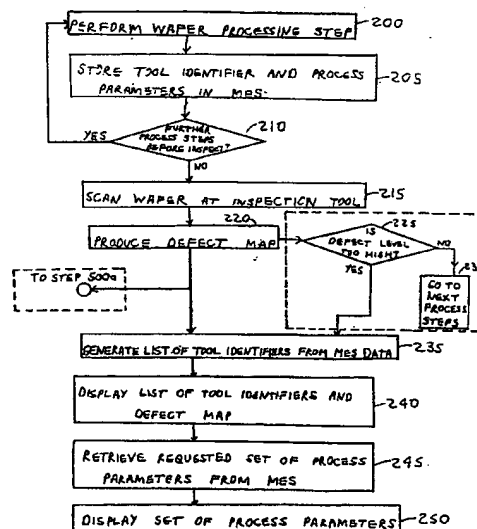 PERFORM WAFER PROCESSING STEP
200
STORE TOOL IDENTIFIER AND PROCESS
PARAMETERS IN MES.
205
FURTHER
PROCESS STEPS
BEFORE INSPECT?
210
YES
NO
SCAN WAFER AT INSPECTION TOOL
215
220
PRODUCE DEFECT MAP
225
IS
DEFECT LEVEL
TOO HIGH?
NO
YES
23
GO TO
NEXT
PROCESS
STEPS
TO STEP 500a
GENERATE LIST OF TOOL IDENTIFIERS FROM MES DATA
235
DISPLAY LIST OF TOOL IDENTIFIERS AND
DEFECT MAP
240
RETRIEVE REQUESTED SET OF PROCESS
PARAMETERS FROM MES
245
DISPLAY SET OF PROCESS PARAMETERS
250